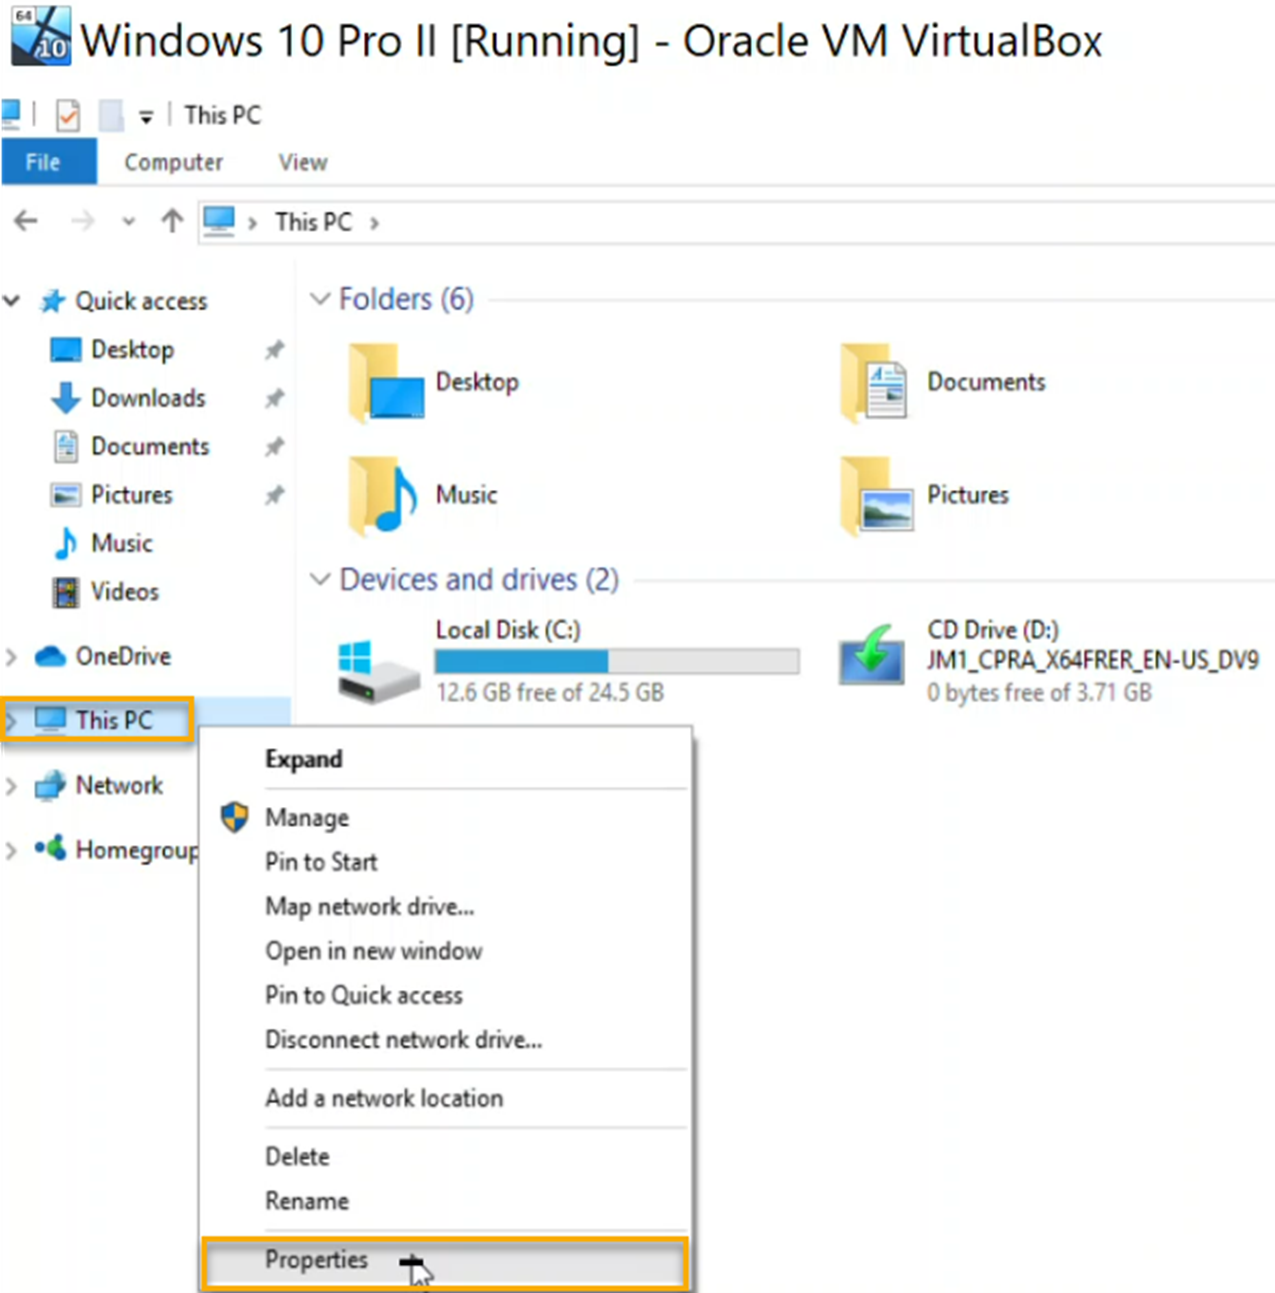 64
10
Windows 10 Pro II [Running] - Oracle VM VirtualBox
This PC
File Computer View
This PC
Quick access
Desktop
Downloads
Documents
Pictures
Music
Videos
OneDrive
This PC
Network
Homegroup
Folders (6)
Desktop
Documents
Music
Pictures
Devices and drives (2)
Local Disk (C:)
12.6 GB free of 24.5 GB
CD Drive (D:)
JM1_CPRA_X64FRER_EN-US_DV9
0 bytes free of 3.71 GB
Expand
Manage
Pin to Start
Map network drive...
Open in new window
Pin to Quick access
Disconnect network drive...
Add a network location
Delete
Rename
Properties